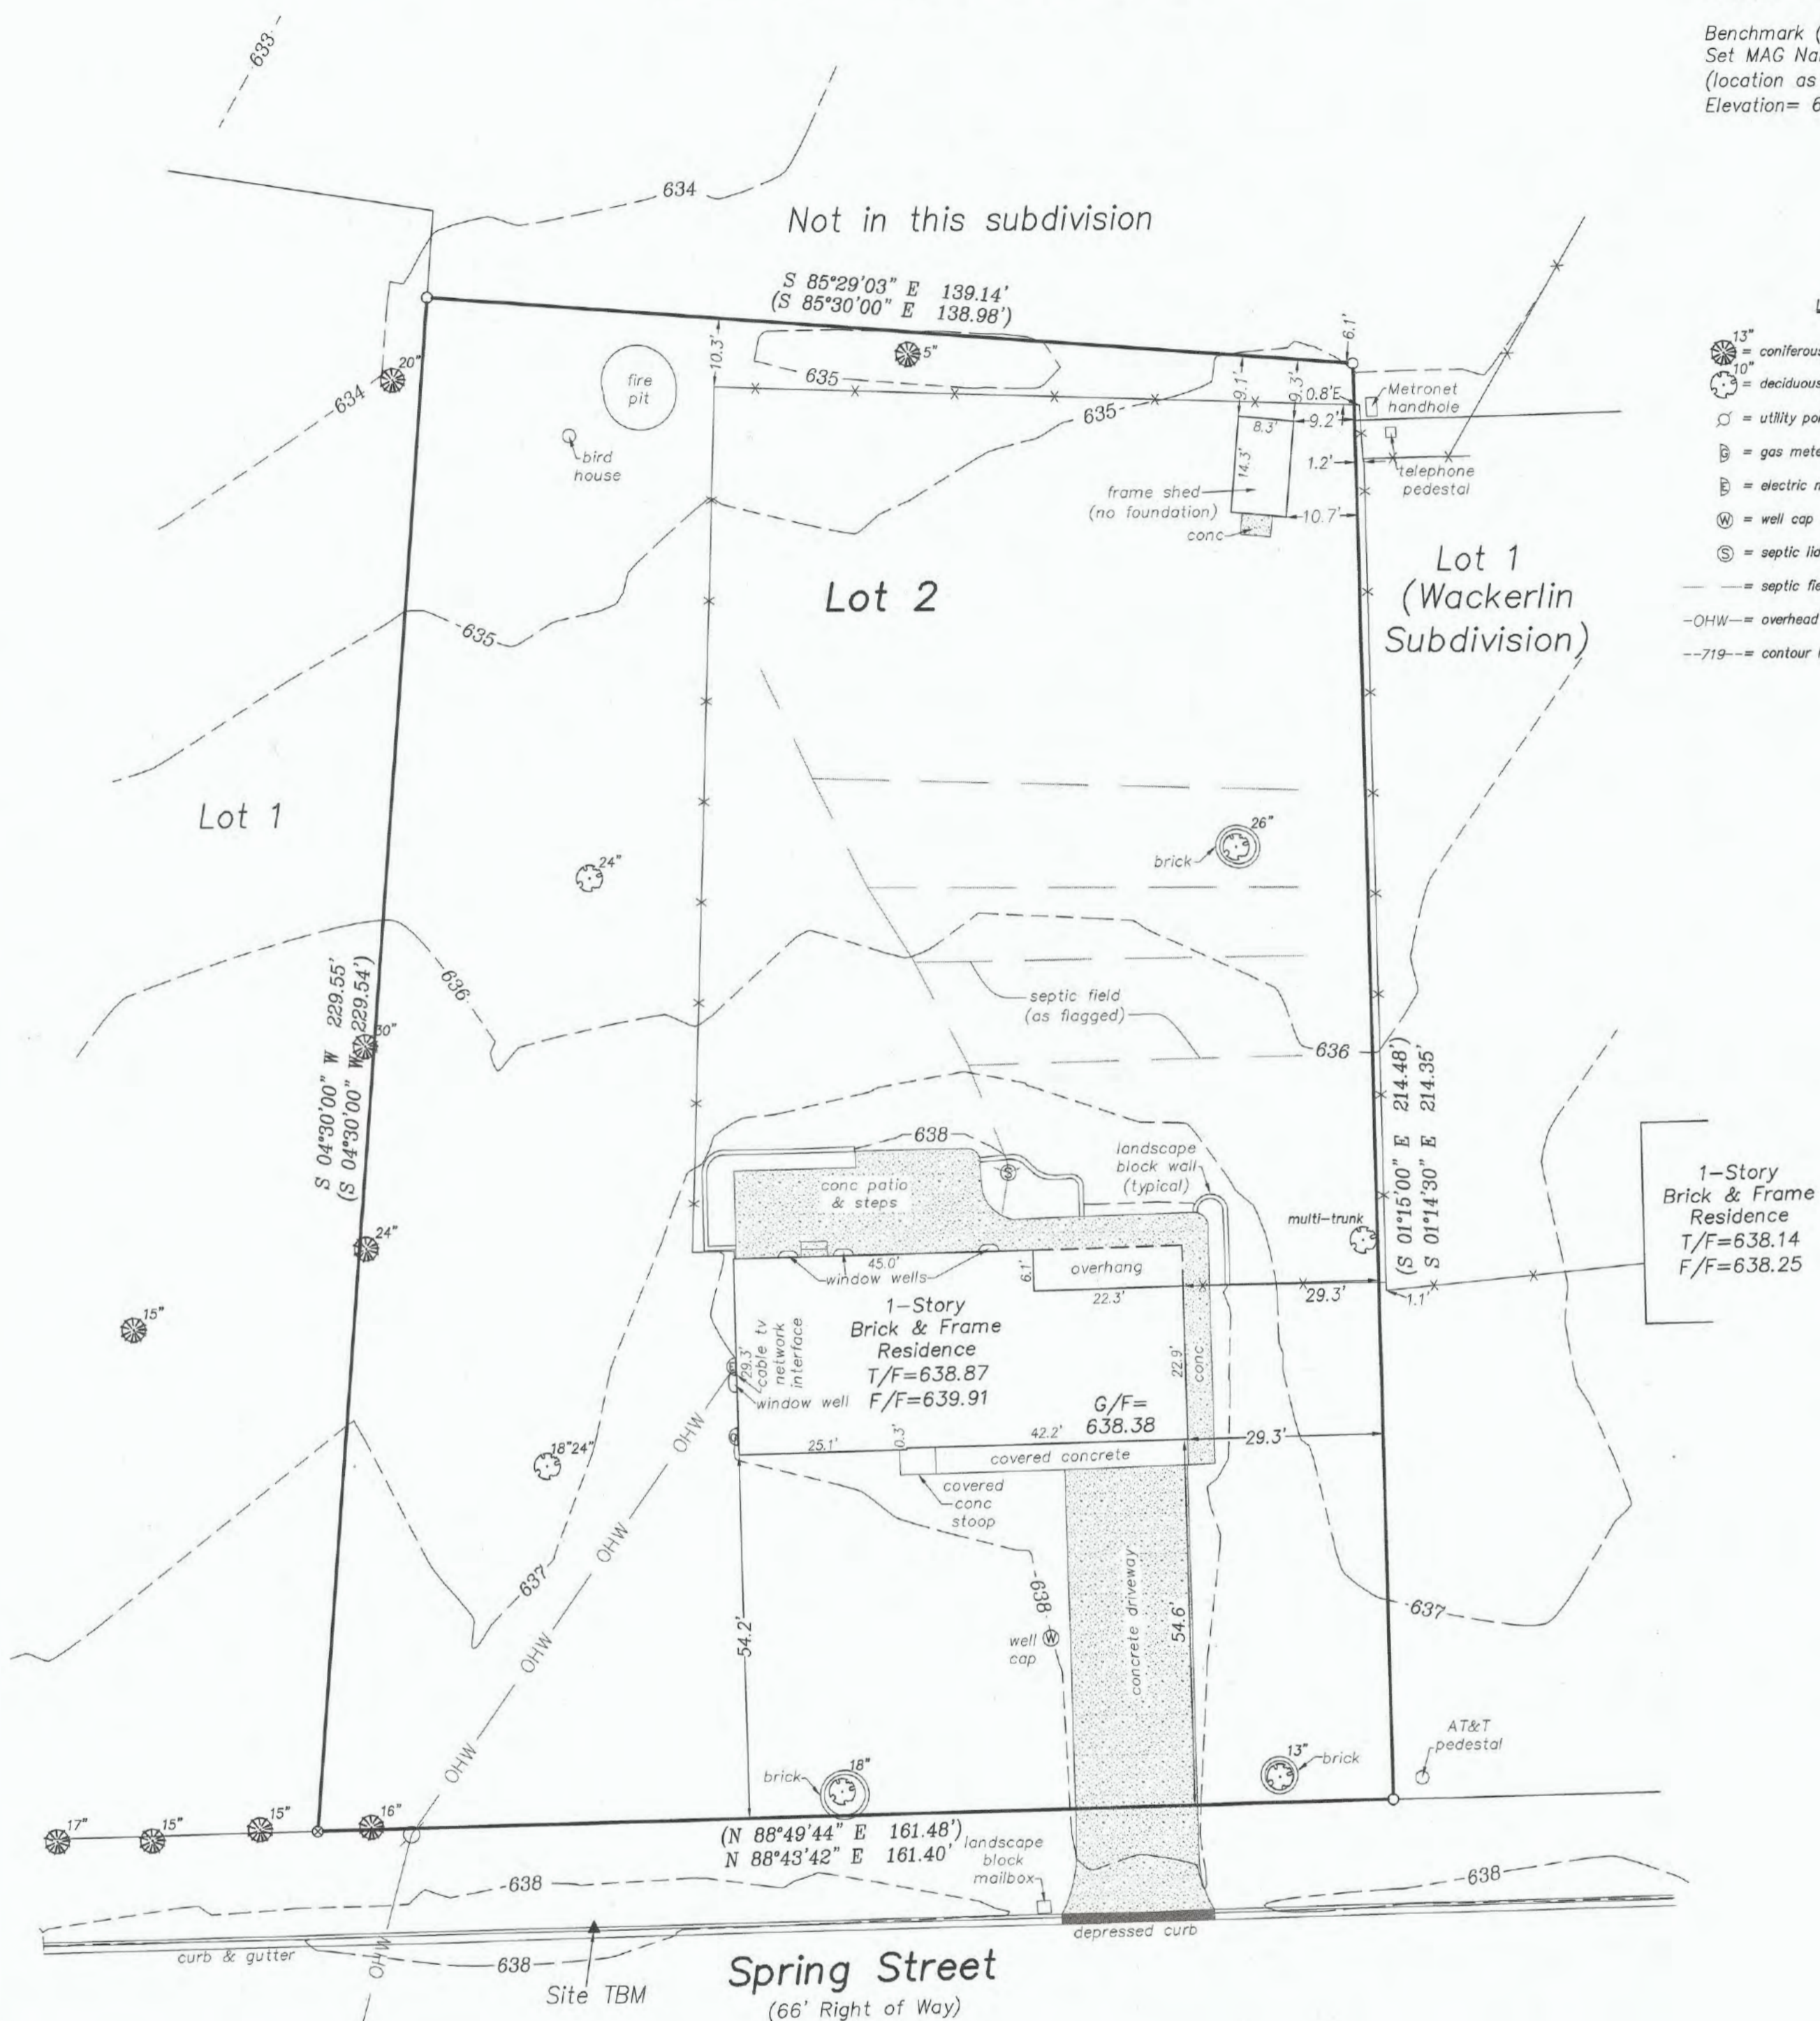 Benchmark (
Set MAG Na
(location as
Elevation= 6
633
634
Not in this subdivision
S 85°29'03" E 139.14'
(S 85°30'00" E 138.98')
10.3'
6.1'
20"
fire
pit
5"
635
634
635
9.1'
9.3'
0.8'E
Metronet
handhole
8.3'
9.2'
bird
house
14.3'
1.2'
telephone
pedestal
frame shed
(no foundation)
10.7'
conc
13"
= coniferous
10"
= deciduous
= utility po
G = gas mete
E = electric m
W = well cap
S = septic li
= septic fie
-OHW-= overhead
--719--= contour
Lot 2
Lot 1
(Wackerlin
Subdivision)
635
Lot 1
24"
26"
brick
S 04°30'00" W 229.55'
(S 04°30'00" W 229.54')
636
30"
septic field
(as flagged)
636
(S 01°15'00" E 214.48')
S 01°14'30" E 214.35'
638
S
landscape
block wall
(typical)
conc patio
& steps
multi-trunk
24"
15"
45.0'
window wells
6.1'
overhang
22.3'
29.3'
1.1'
1-Story
Brick & Frame
Residence
T/F=638.14
F/F=638.25
1-Story
Brick & Frame
Residence
T/F=638.87
F/F=639.91
29.3'
cable tv
network
interface
E
window well
G
22.9'
conc
G/F=
638.38
OHW
18"24"
25.1'
0.3'
42.2'
29.3'
covered concrete
covered
conc
stoop
OHW
637
638
concrete driveway
637
54.2'
54.6'
OHW
well
cap
W
OHW
AT&T
pedestal
brick
18"
13"
brick
17"
15"
15"
16"
(N 88°49'44" E 161.48')
N 88°43'42" E 161.40'
landscape
block
mailbox
638
638
depressed curb
curb & gutter
OHW
638
Site TBM
Spring Street
(66' Right of Way)